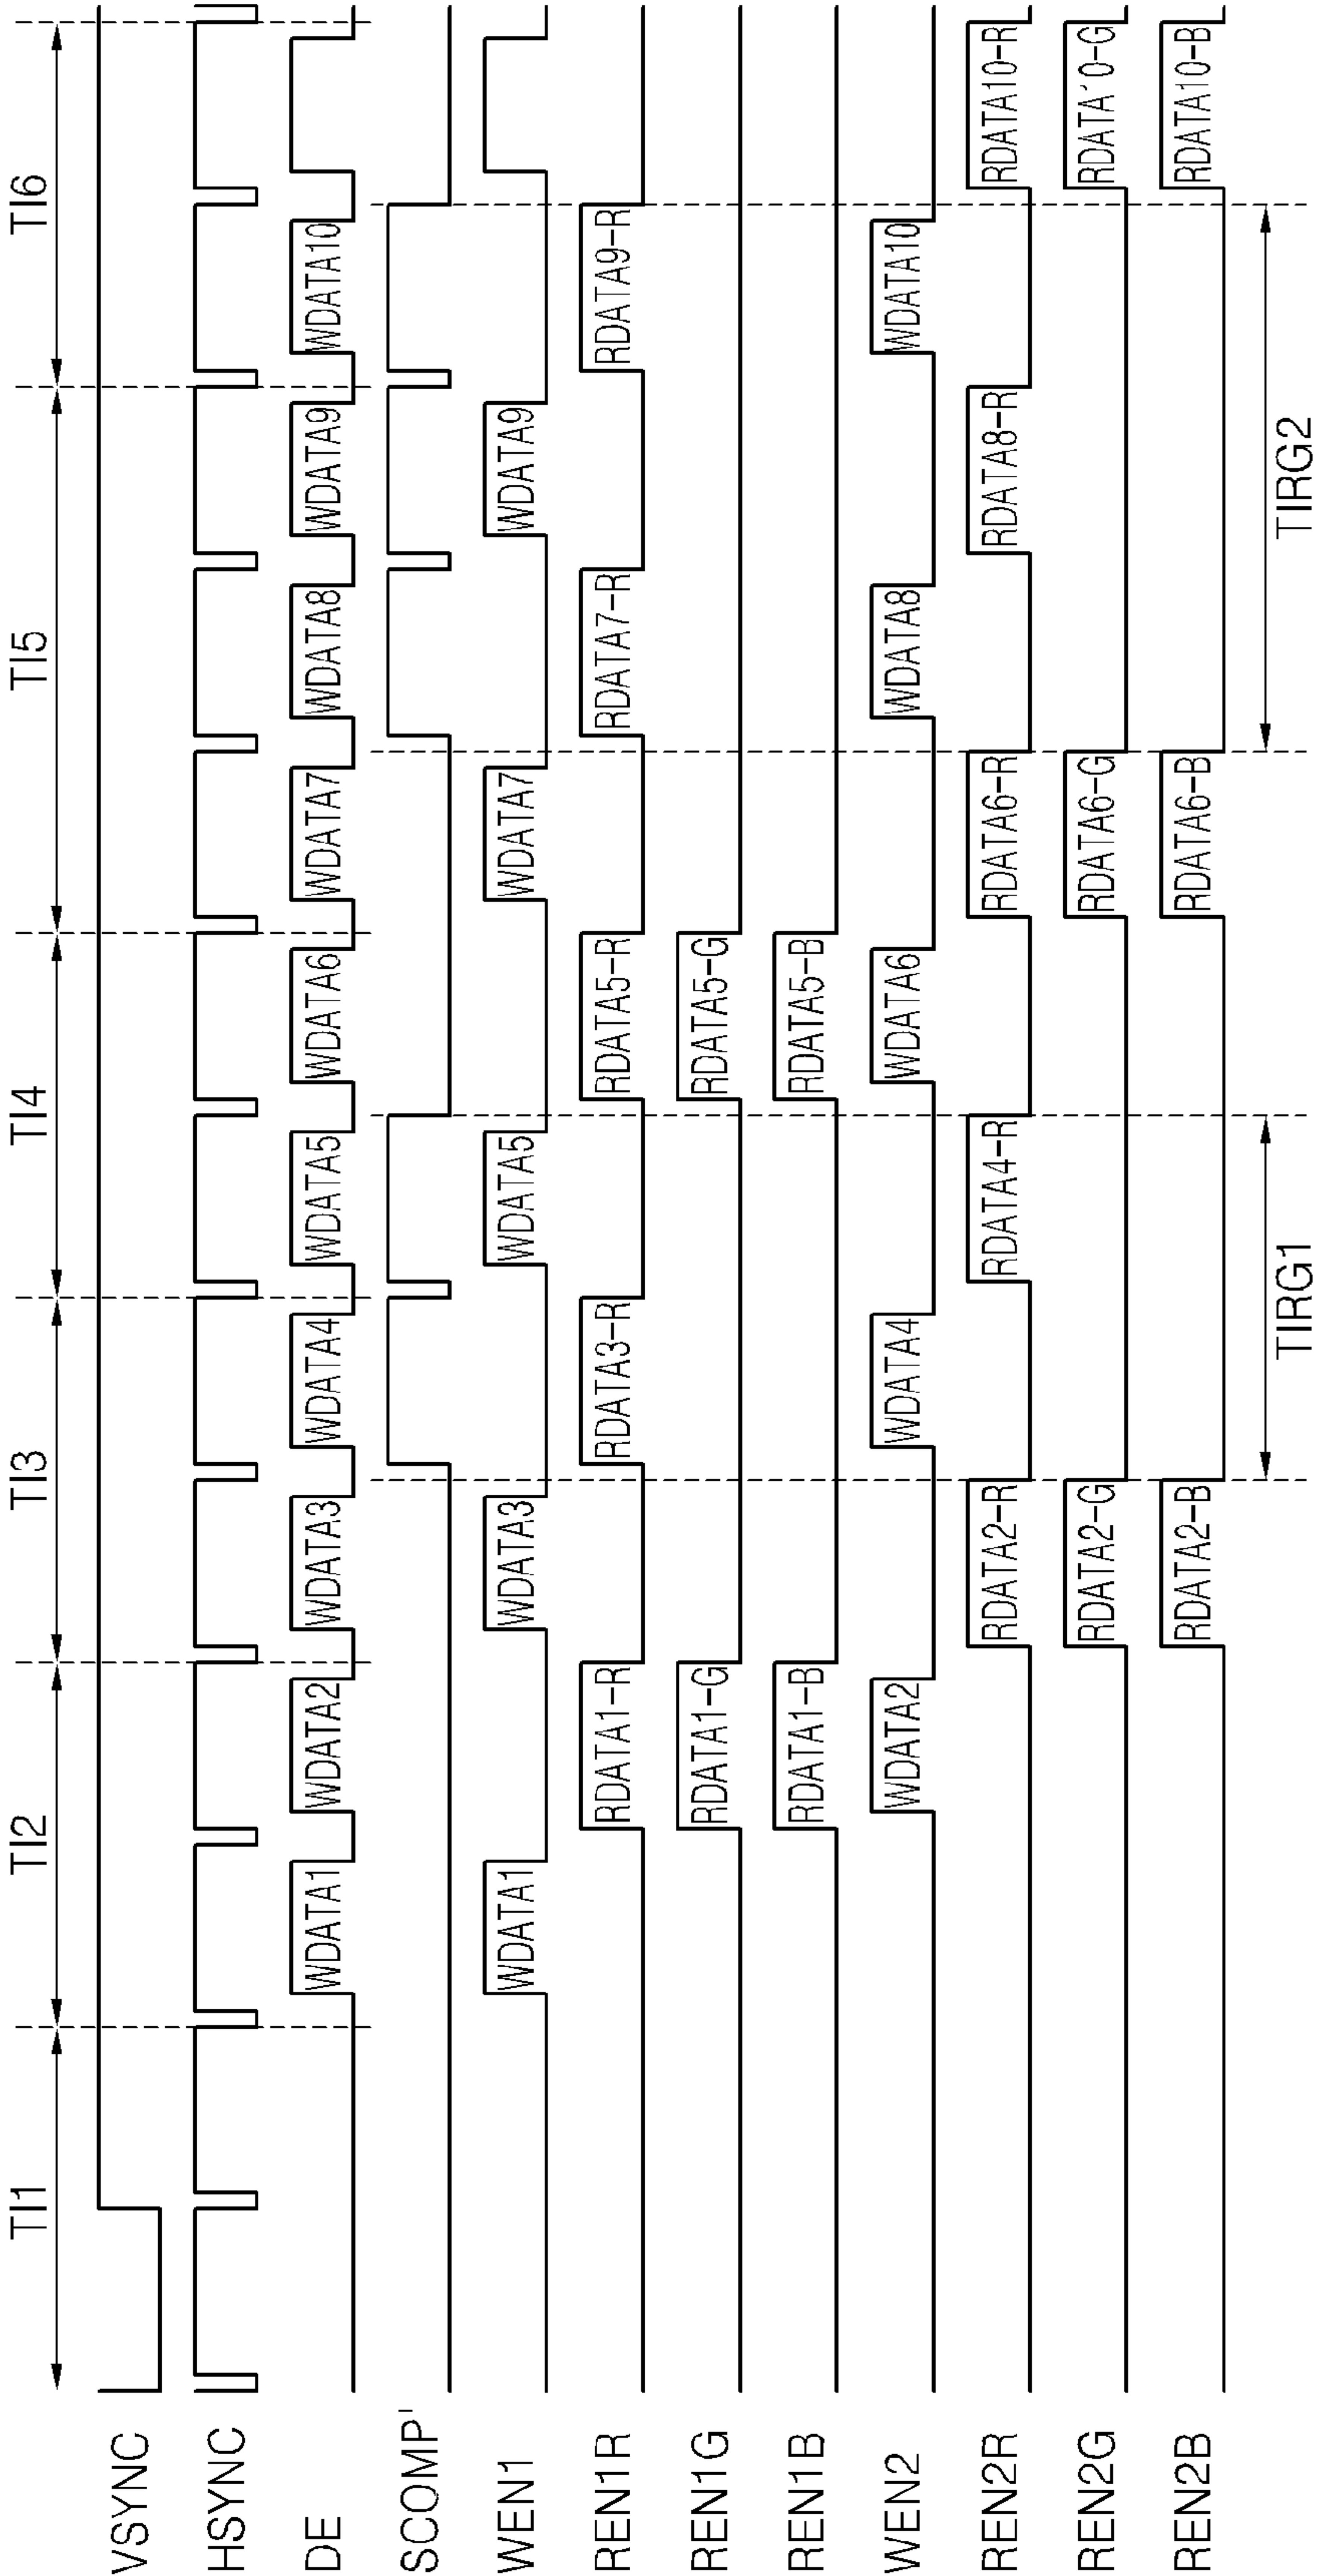 TI1 TI2 TI3 TI4 TI5 TI6
VSYNC
HSYNC
DE WDATA1 WDATA2 WDATA3 WDATA4 WDATA5 WDATA6 WDATA7 WDATA8 WDATA9 WDATA10
SCOMP'
WEN1 WDATA1 WDATA3 WDATA5 WDATA7 WDATA9
REN1R RDATA1-R RDATA3-R RDATA5-R RDATA7-R RDATA9-R
REN1G RDATA1-G RDATA5-G
REN1B RDATA1-B RDATA5-B
WEN2 WDATA2 WDATA4 WDATA6 WDATA8 WDATA10
REN2R RDATA2-R RDATA4-R RDATA6-R RDATA8-R RDATA10-R
REN2G RDATA2-G RDATA6-G RDATA10-G
REN2B RDATA2-B RDATA6-B RDATA10-B
TIRG1 TIRG2